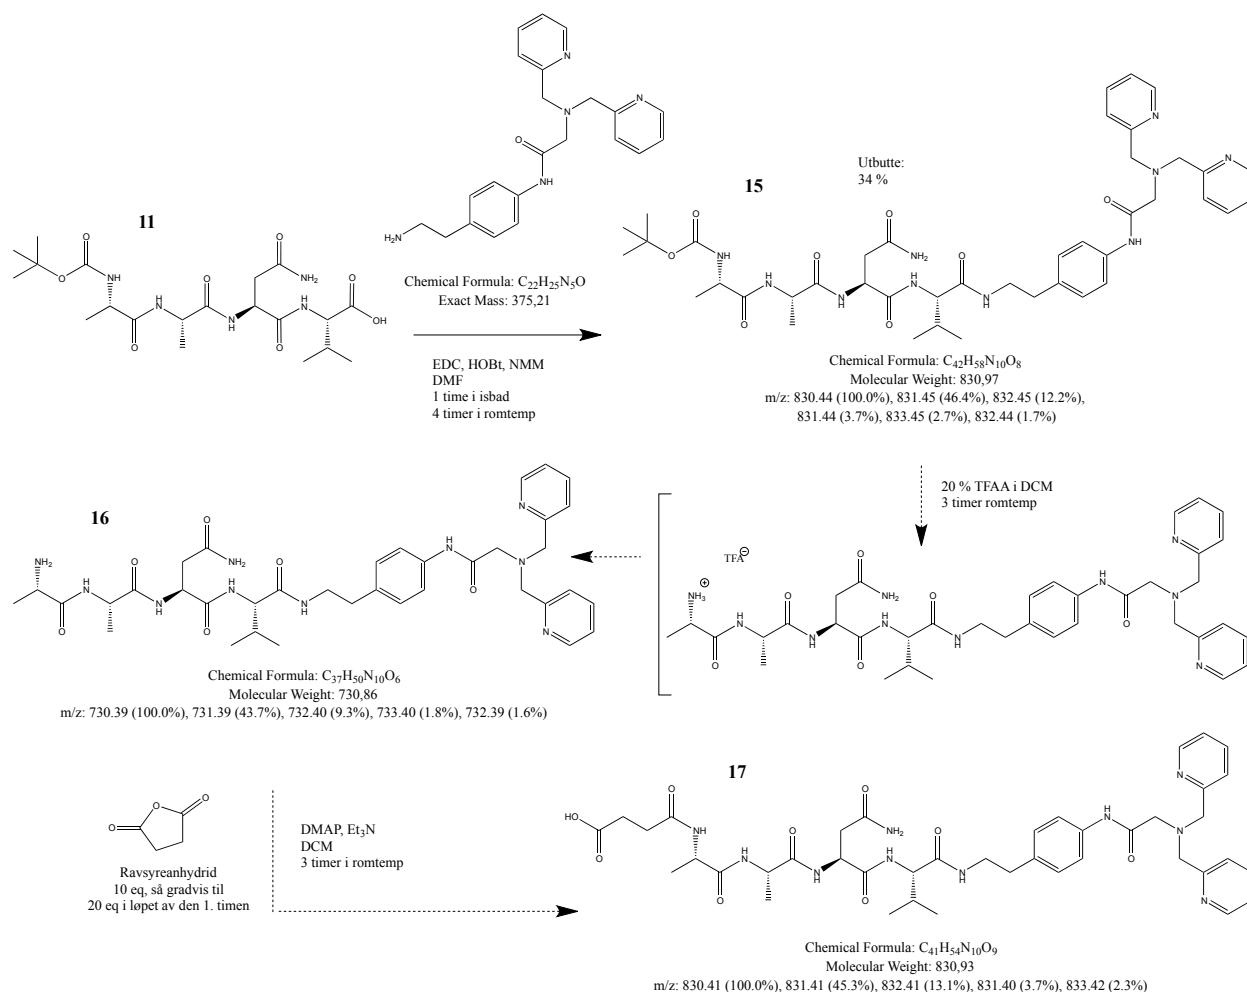 11
Chemical Formula: C₂₂H₂₅N₅O
Exact Mass: 375,21
EDC, HOBt, NMM
DMF
1 time i isbad
4 timer i romtemp
15
Utbutte:
34 %
Chemical Formula: C₄₂H₅₈N₁₀O₈
Molecular Weight: 830,97
m/z: 830.44 (100.0%), 831.45 (46.4%), 832.45 (12.2%),
831.44 (3.7%), 833.45 (2.7%), 832.44 (1.7%)
20 % TFAA i DCM
3 timer romtemp
TFA⊖
16
Chemical Formula: C₃₇H₅₀N₁₀O₆
Molecular Weight: 730,86
m/z: 730.39 (100.0%), 731.39 (43.7%), 732.40 (9.3%), 733.40 (1.8%), 732.39 (1.6%)
Ravsyreanhydrid
10 eq, så gradvis til
20 eq i løpet av den 1. timen
DMAP, Et₃N
DCM
3 timer i romtemp
17
Chemical Formula: C₄₁H₅₄N₁₀O₉
Molecular Weight: 830,93
m/z: 830.41 (100.0%), 831.41 (45.3%), 832.41 (13.1%), 831.40 (3.7%), 833.42 (2.3%)